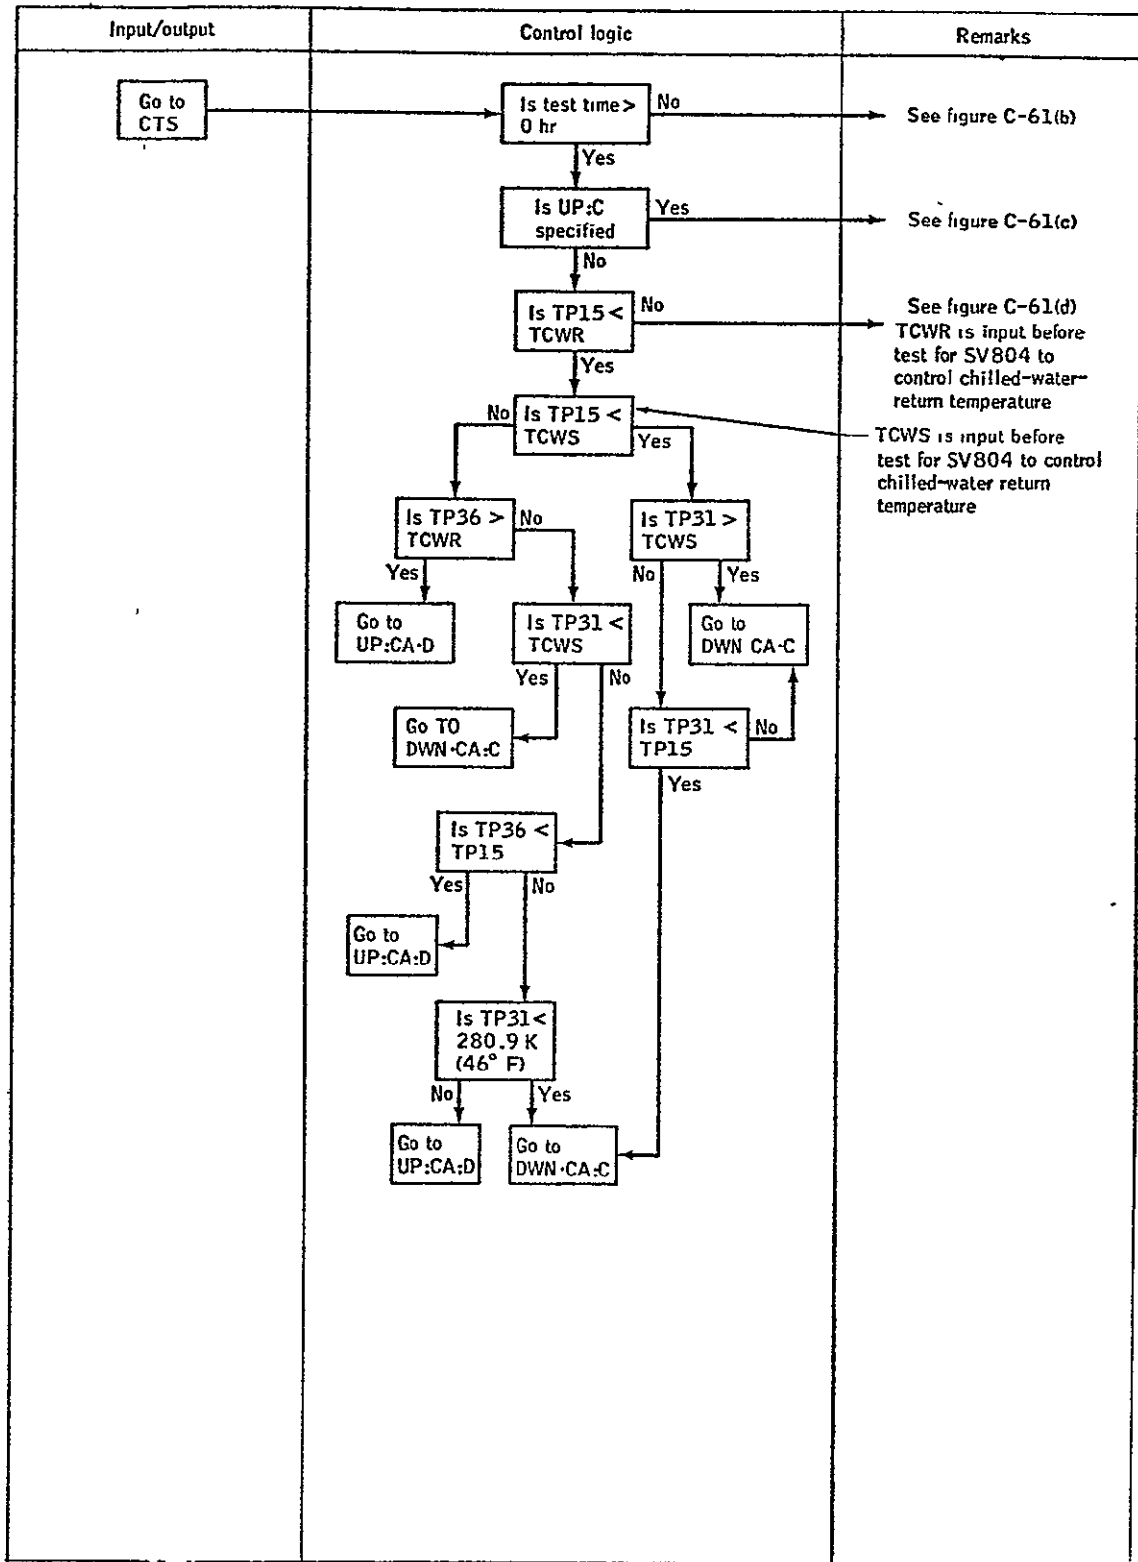 Input/output
Control logic
Remarks
Go to
CTS
Is test time >
0 hr
No
See figure C-61(b)
Yes
Is UP:C
specified
Yes
See figure C-61(c)
No
Is TP15 <
TCWR
No
See figure C-61(d)
TCWR is input before
test for SV804 to
control chilled-water-
return temperature
Yes
No
Is TP15 <
TCWS
Yes
TCWS is input before
test for SV804 to control
chilled-water return
temperature
Is TP36 >
TCWR
No
Is TP31 >
TCWS
Yes
No
Yes
Go to
UP:CA·D
Is TP31 <
TCWS
Go to
DWN CA·C
Yes
No
Go TO
DWN·CA:C
Is TP31 <
TP15
No
Yes
Is TP36 <
TP15
Yes
No
Go to
UP:CA:D
Is TP31<
280.9 K
(46° F)
No
Yes
Go to
UP:CA:D
Go to
DWN·CA:C